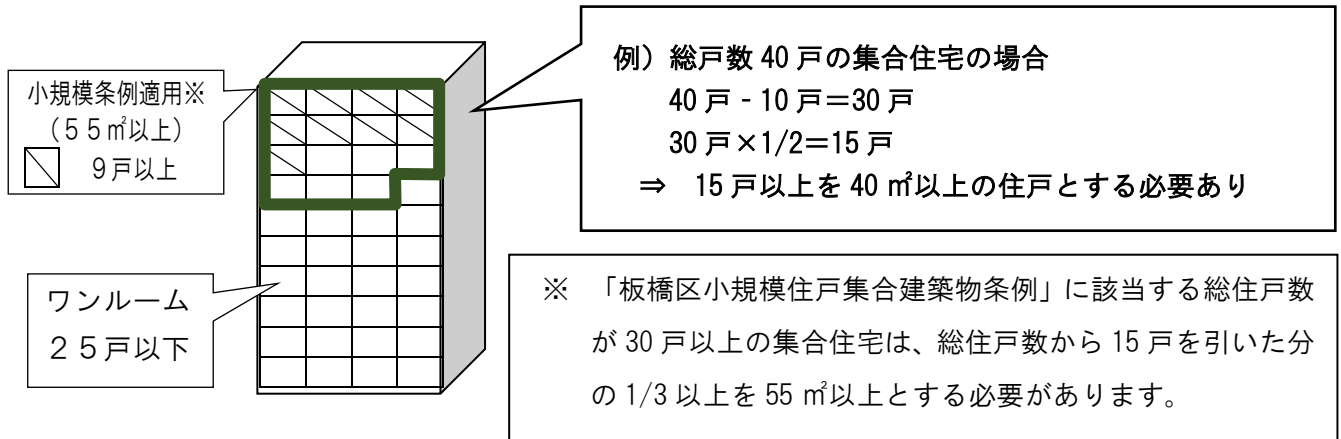 小規模条例適用※
（５５㎡以上）
９戸以上
ワンルーム
２５戸以下
例）総戸数 40 戸の集合住宅の場合
40 戸 - 10 戸＝30 戸
30 戸×1/2＝15 戸
⇒ 15 戸以上を 40 ㎡以上の住戸とする必要あり
※ 「板橋区小規模住戸集合建築物条例」に該当する総住戸数
が 30 戸以上の集合住宅は、総住戸数から 15 戸を引いた分
の 1/3 以上を 55 ㎡以上とする必要があります。